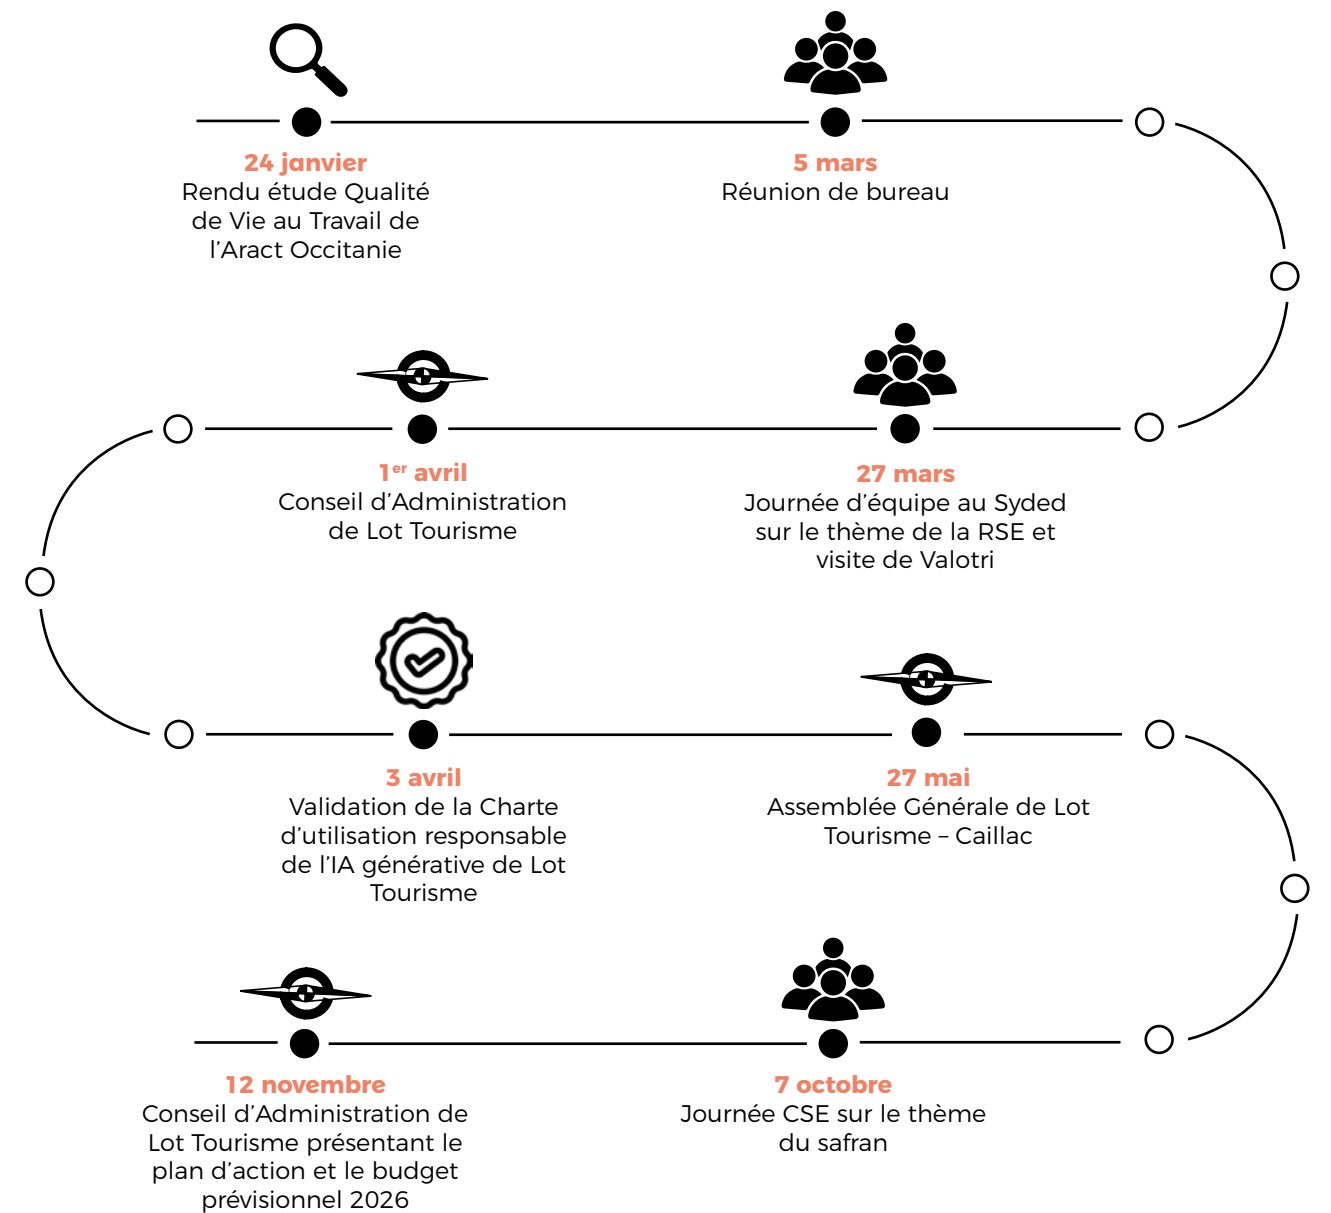 24 janvier
Rendu étude Qualité
de Vie au Travail de
l’Aract Occitanie
5 mars
Réunion de bureau
27 mars
Journée d’équipe au Syded
sur le thème de la RSE et
visite de Valotri
1er avril
Conseil d’Administration
de Lot Tourisme
3 avril
Validation de la Charte
d’utilisation responsable
de l’IA générative de Lot
Tourisme
27 mai
Assemblée Générale de Lot
Tourisme – Caillac
7 octobre
Journée CSE sur le thème
du safran
12 novembre
Conseil d’Administration de
Lot Tourisme présentant le
plan d’action et le budget
prévisionnel 2026